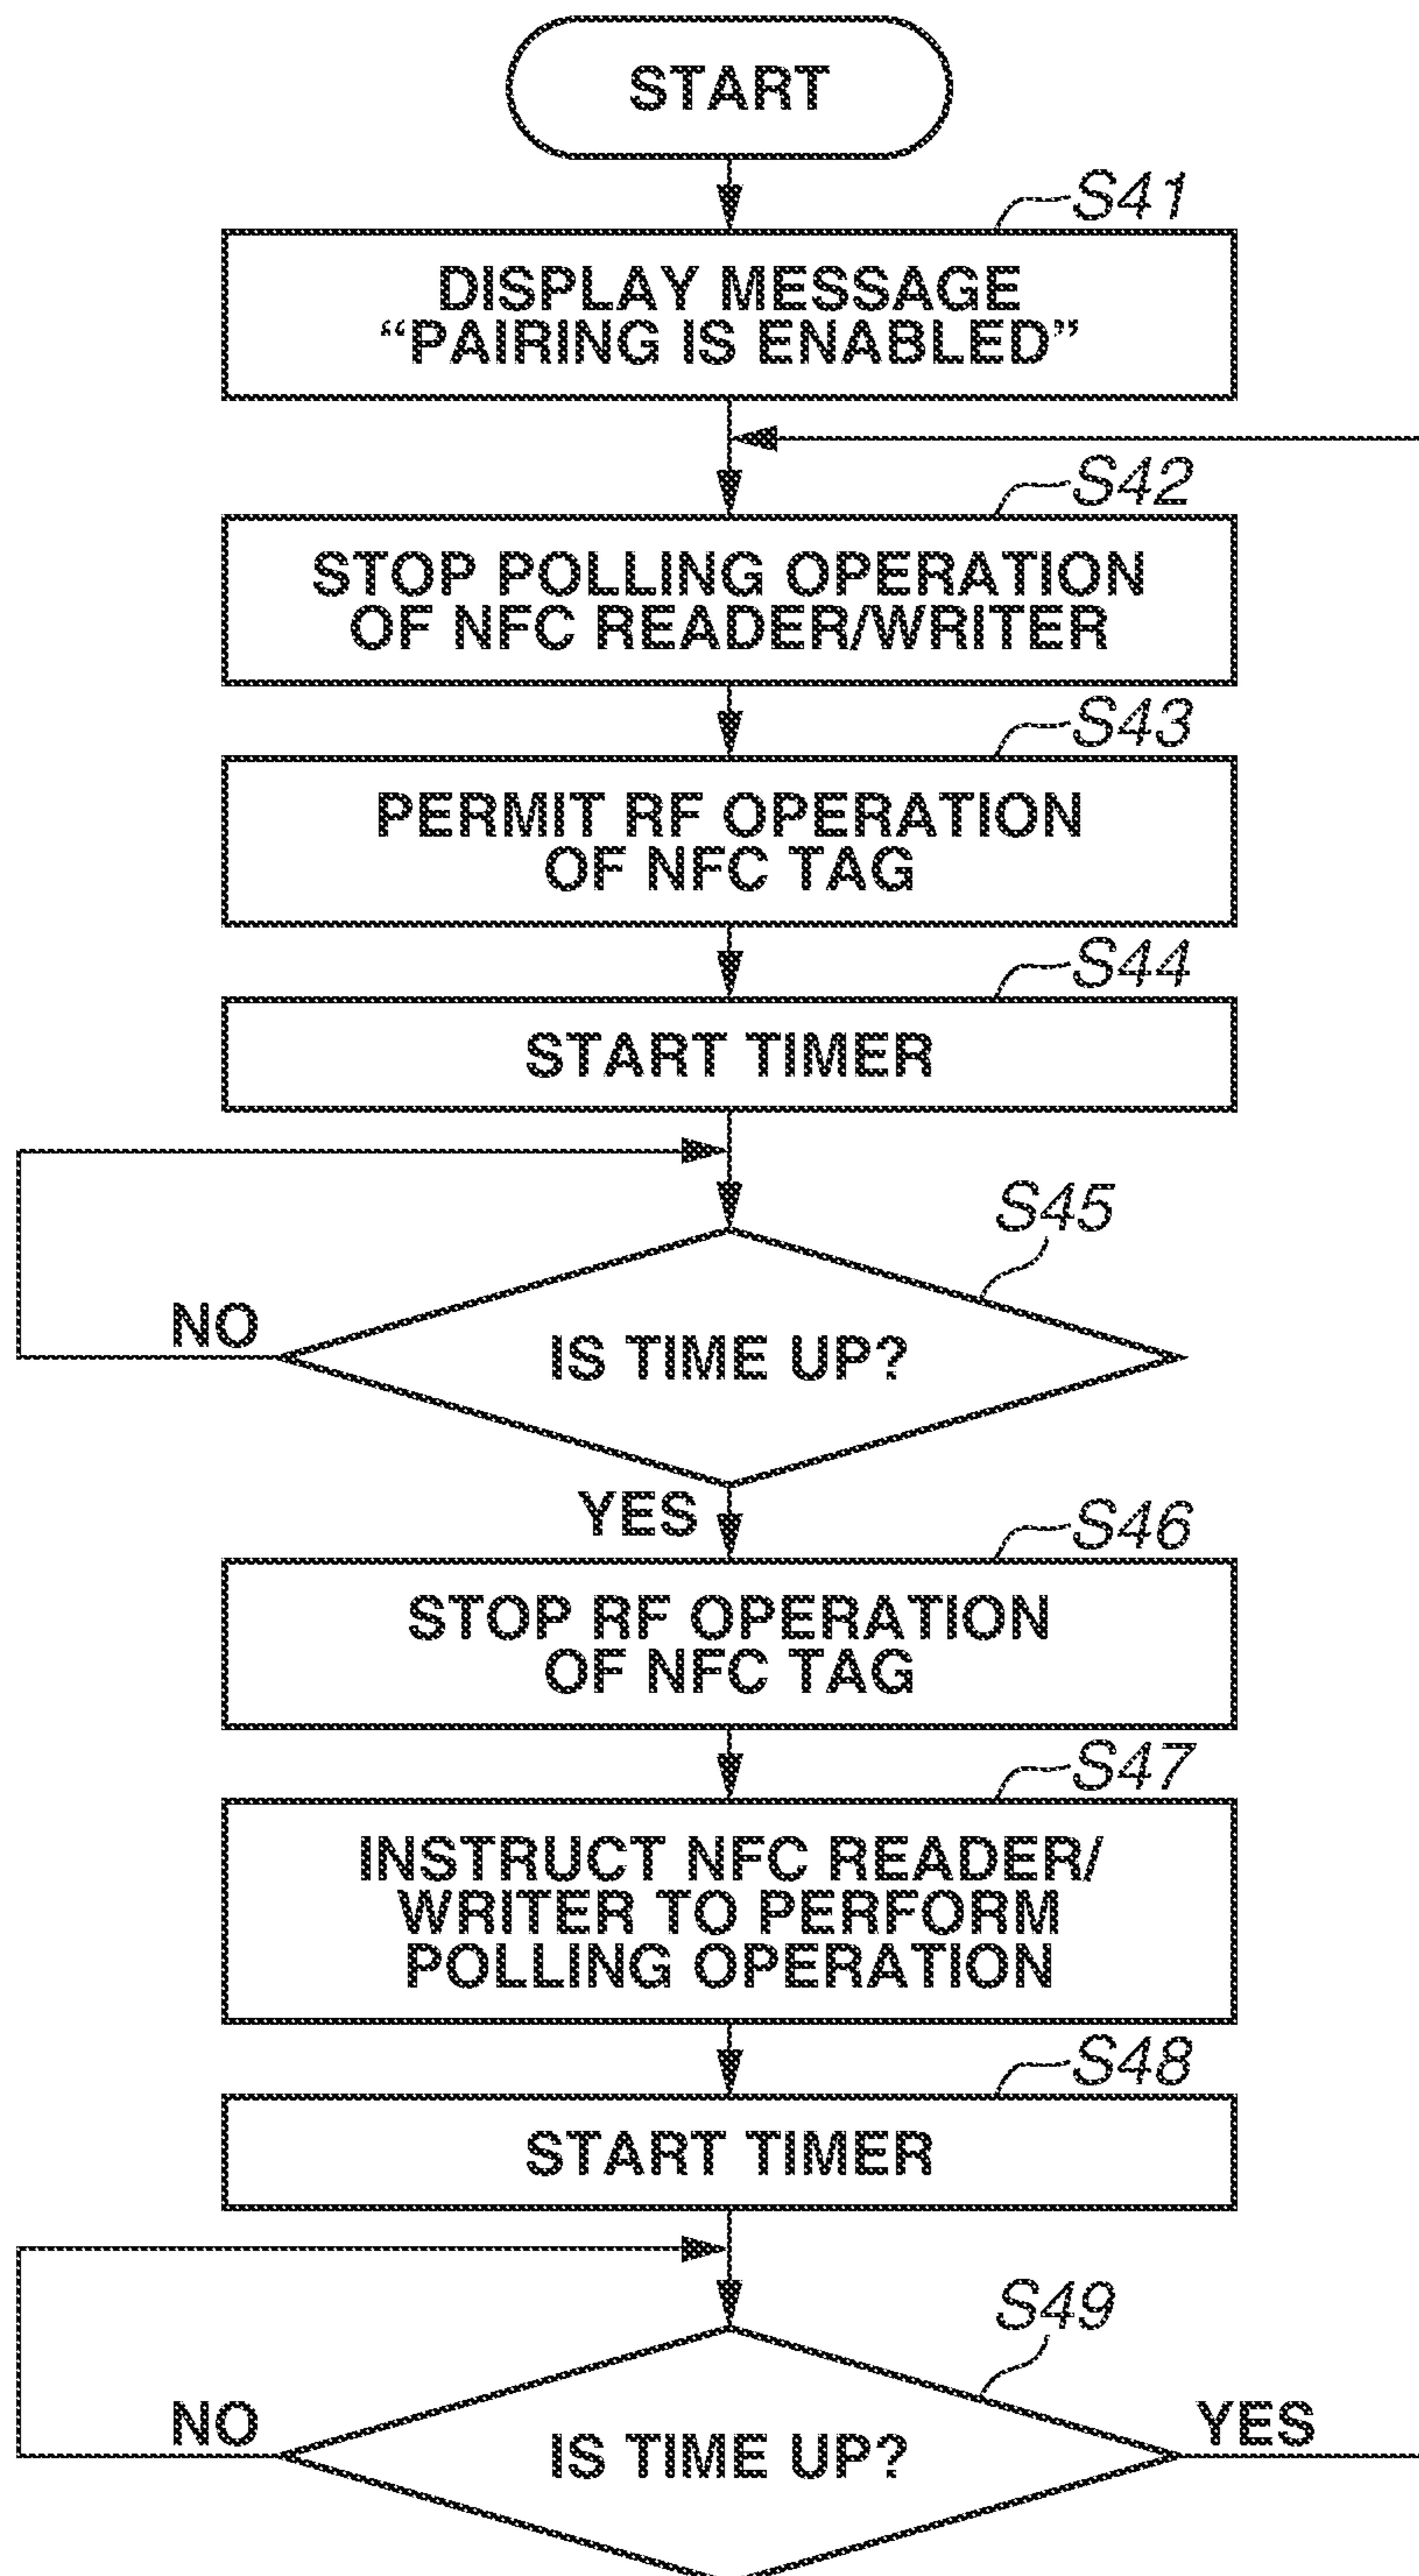 START
S41
DISPLAY MESSAGE
“PAIRING IS ENABLED”
S42
STOP POLLING OPERATION
OF NFC READER/WRITER
S43
PERMIT RF OPERATION
OF NFC TAG
S44
START TIMER
S45
NO
IS TIME UP?
YES
S46
STOP RF OPERATION
OF NFC TAG
S47
INSTRUCT NFC READER/
WRITER TO PERFORM
POLLING OPERATION
S48
START TIMER
S49
NO
IS TIME UP?
YES